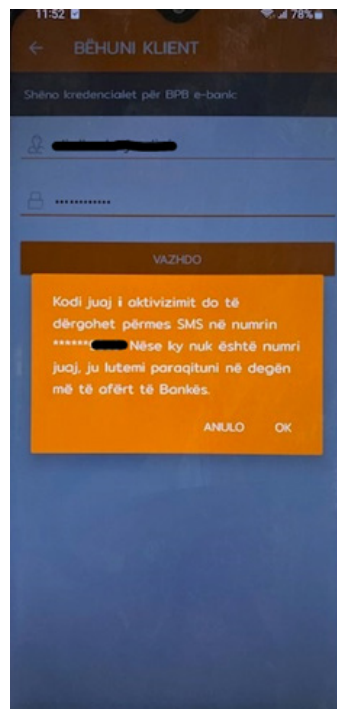 11:52 78%
← BËHUNI KLIENT
Shëno kredencialet për BPB e-bank:
••••••••••••
VAZHDO
Kodi juaj i aktivizimit do të
dërgohet përmes SMS në numrin
****** Nëse ky nuk është numri
juaj, ju lutemi paraqituni në degën
më të afërt të Bankës.
ANULO OK